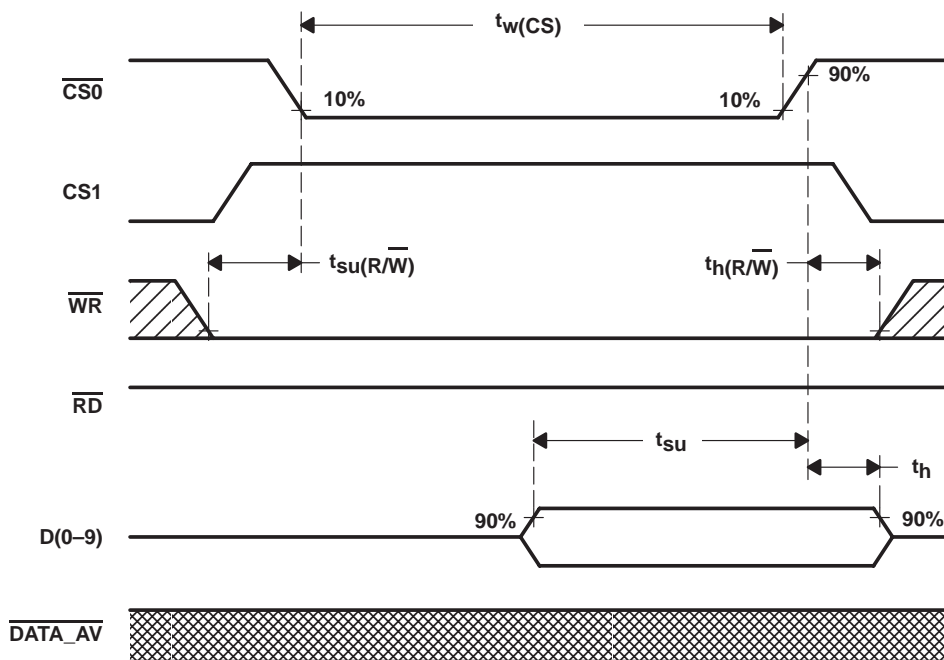 tw(CS)
CS0
10%
10%
90%
CS1
tsu(R/W)
th(R/W)
WR
RD
tsu
th
90%
90%
D(0–9)
DATA_AV